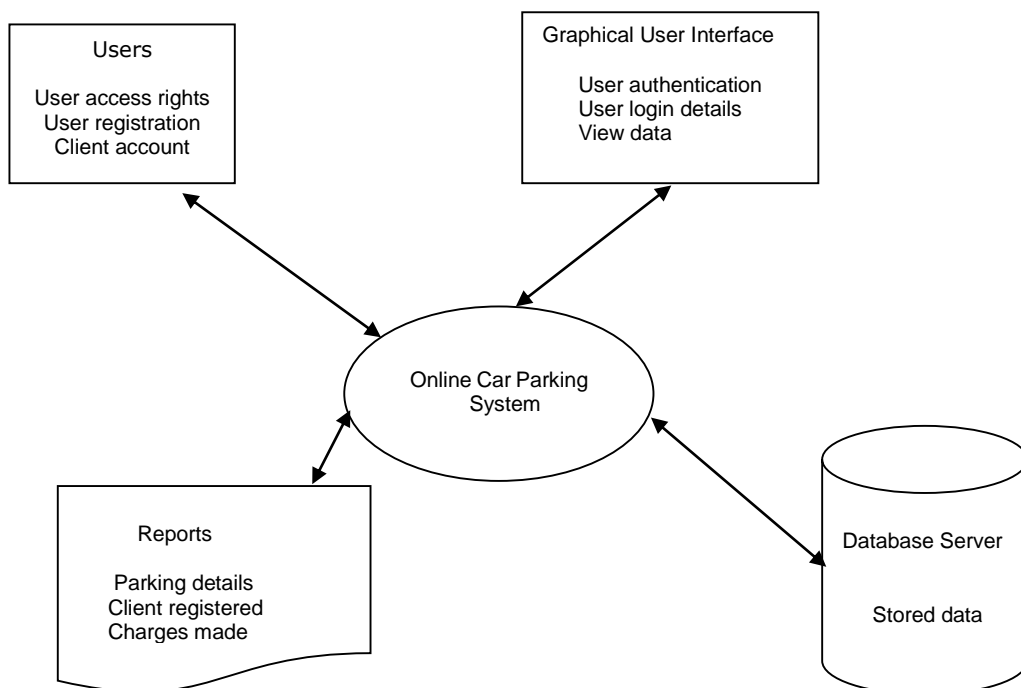 Users
User access rights
User registration
Client account
Graphical User Interface
User authentication
User login details
View data
Online Car Parking
System
Reports
Parking details
Client registered
Charges made
Database Server
Stored data